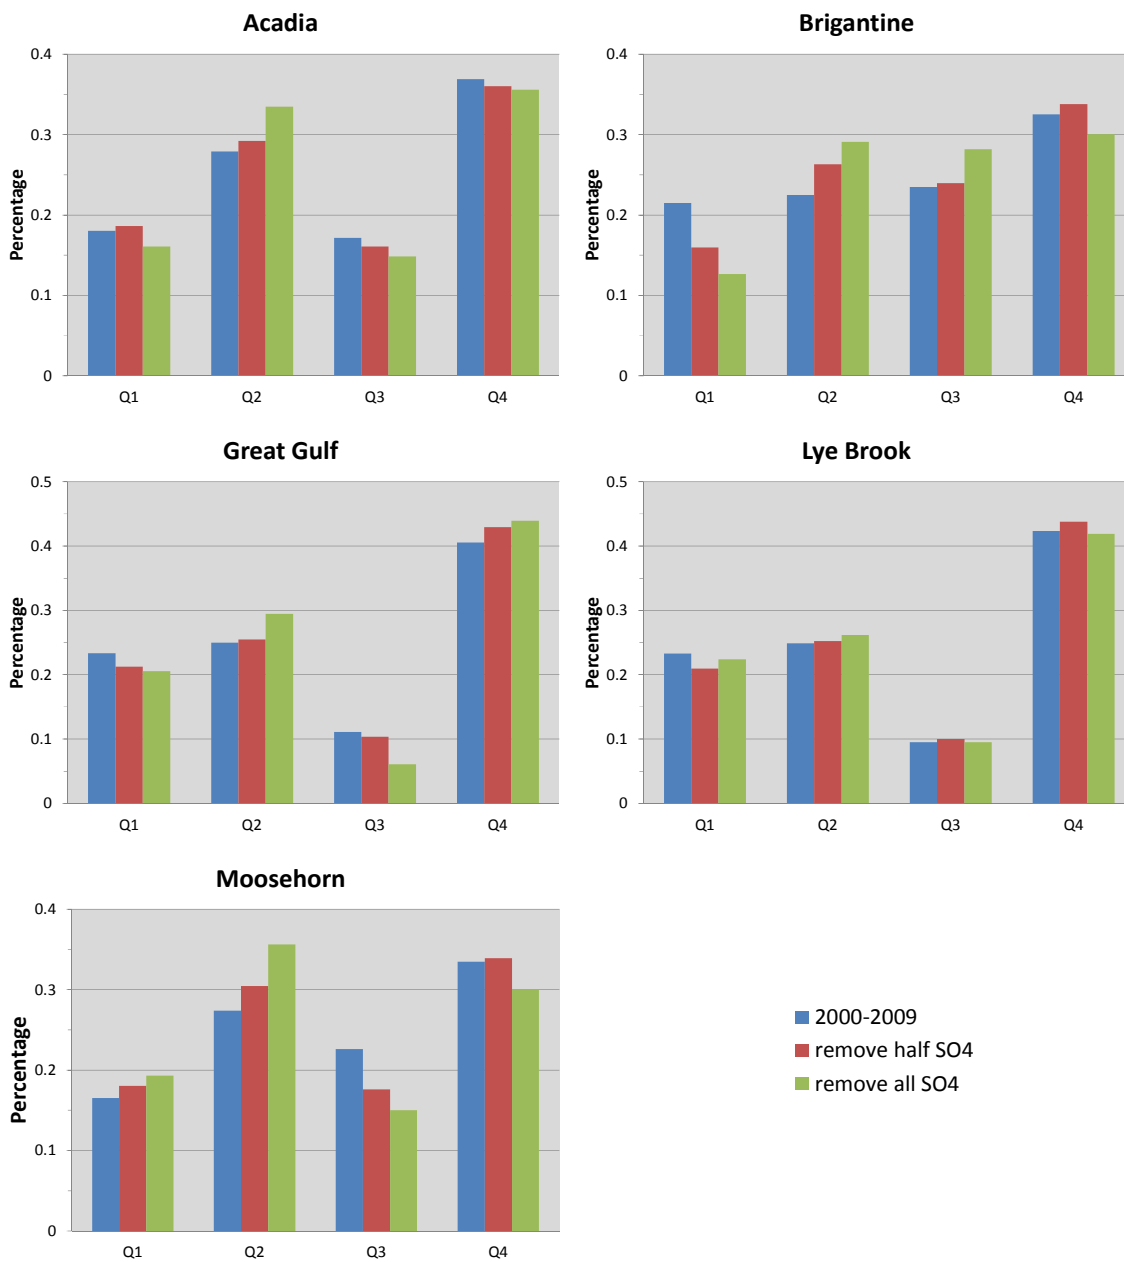 Acadia
Percentage
0.4
0.3
0.2
0.1
0
Q1 Q2 Q3 Q4
Brigantine
Percentage
0.4
0.3
0.2
0.1
0
Q1 Q2 Q3 Q4
Great Gulf
Percentage
0.5
0.4
0.3
0.2
0.1
0
Q1 Q2 Q3 Q4
Lye Brook
Percentage
0.5
0.4
0.3
0.2
0.1
0
Q1 Q2 Q3 Q4
Moosehorn
Percentage
0.4
0.3
0.2
0.1
0
Q1 Q2 Q3 Q4
2000-2009
remove half SO4
remove all SO4